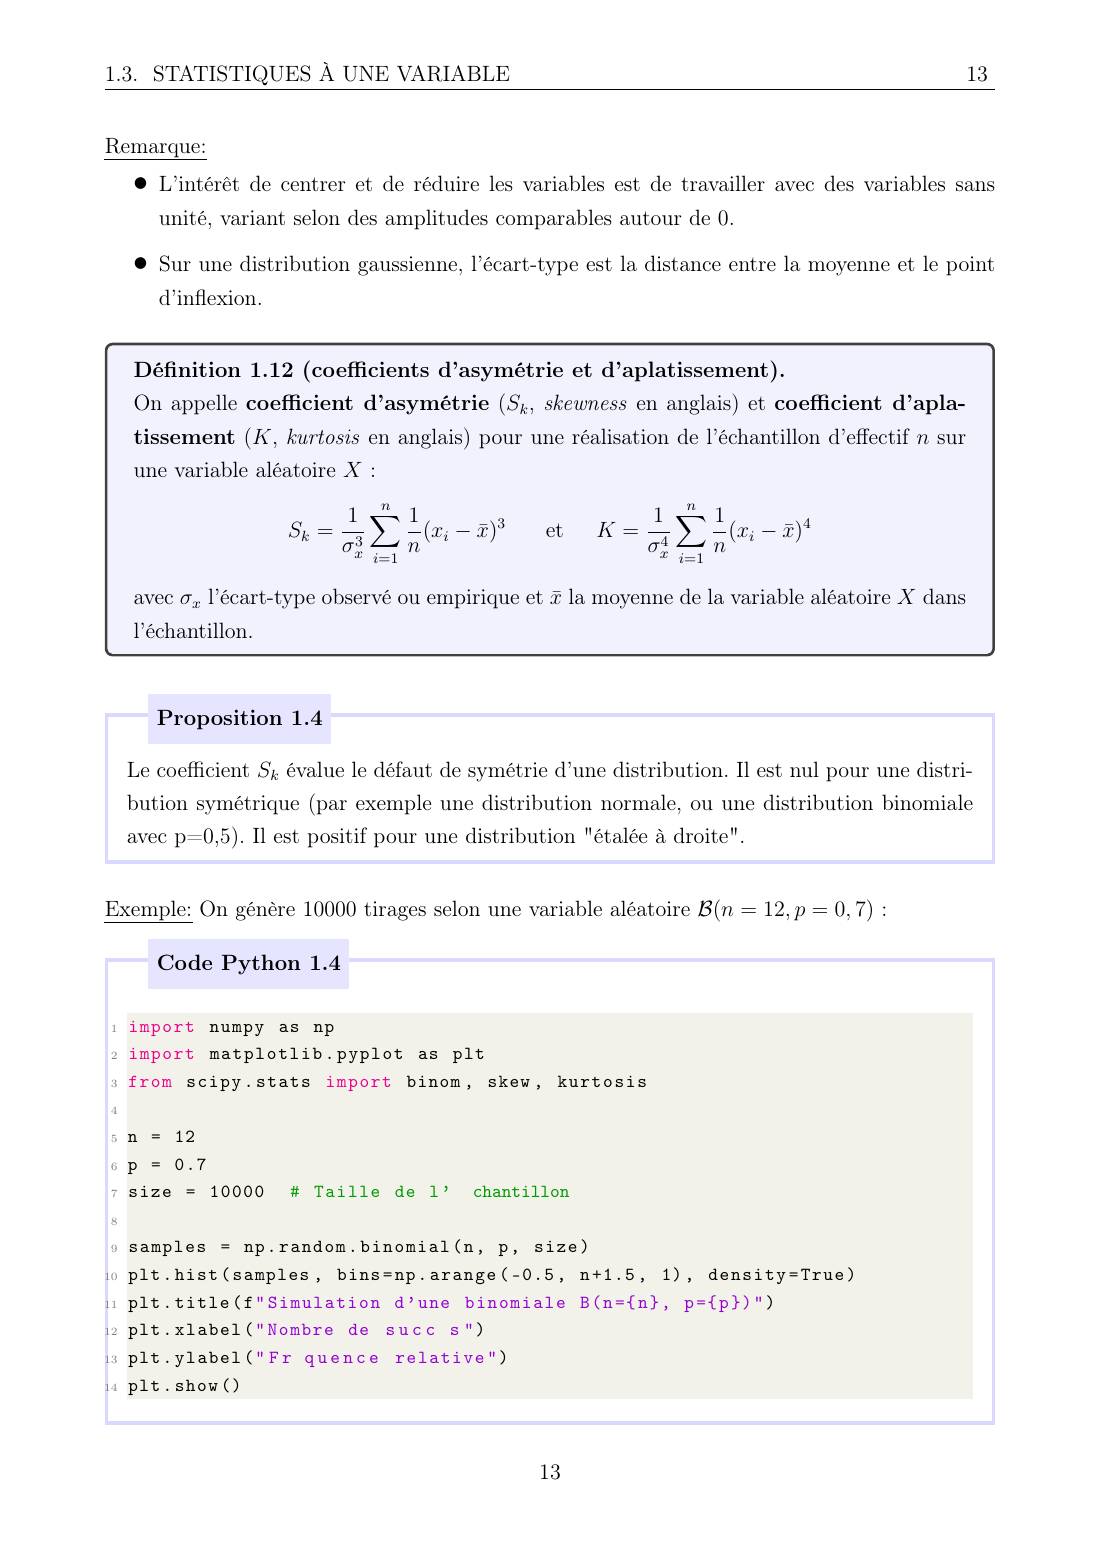 1.3. STATISTIQUES À UNE VARIABLE 13
Remarque:
● L'intérêt de centrer et de réduire les variables est de travailler avec des variables sans
unité, variant selon des amplitudes comparables autour de 0.
● Sur une distribution gaussienne, l'écart-type est la distance entre la moyenne et le point
d'inflexion.
Définition 1.12 (coefficients d'asymétrie et d'aplatissement).
On appelle coefficient d'asymétrie (S_k, skewness en anglais) et coefficient d'apla-
tissement (K, kurtosis en anglais) pour une réalisation de l'échantillon d'effectif n sur
une variable aléatoire X :
S_k = \frac{1}{σ_x^3} \sum_{i=1}^{n} \frac{1}{n}(x_i − x̄)^3 et K = \frac{1}{σ_x^4} \sum_{i=1}^{n} \frac{1}{n}(x_i − x̄)^4
avec σ_x l'écart-type observé ou empirique et x̄ la moyenne de la variable aléatoire X dans
l'échantillon.
Proposition 1.4
Le coefficient S_k évalue le défaut de symétrie d'une distribution. Il est nul pour une distri-
bution symétrique (par exemple une distribution normale, ou une distribution binomiale
avec p=0,5). Il est positif pour une distribution "étalée à droite".
Exemple: On génère 10000 tirages selon une variable aléatoire B(n = 12, p = 0, 7) :
Code Python 1.4
1 import numpy as np
2 import matplotlib.pyplot as plt
3 from scipy.stats import binom, skew, kurtosis
4
5 n = 12
6 p = 0.7
7 size = 10000 # Taille de l' chantillon
8
9 samples = np.random.binomial(n, p, size)
10 plt.hist(samples, bins=np.arange(-0.5, n+1.5, 1), density=True)
11 plt.title(f"Simulation d'une binomiale B(n={n}, p={p})")
12 plt.xlabel("Nombre de succ s")
13 plt.ylabel("Fr quence relative")
14 plt.show()
13